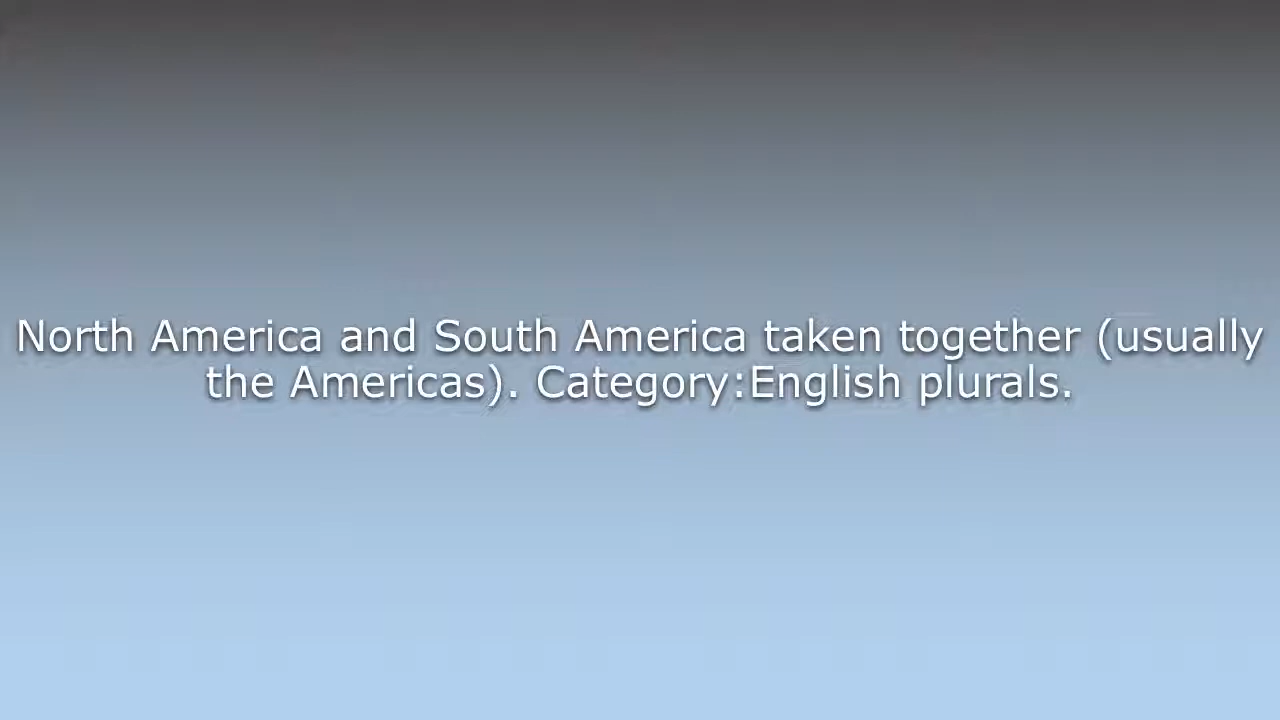 North America and South America taken together (usually
the Americas). Category:English plurals.